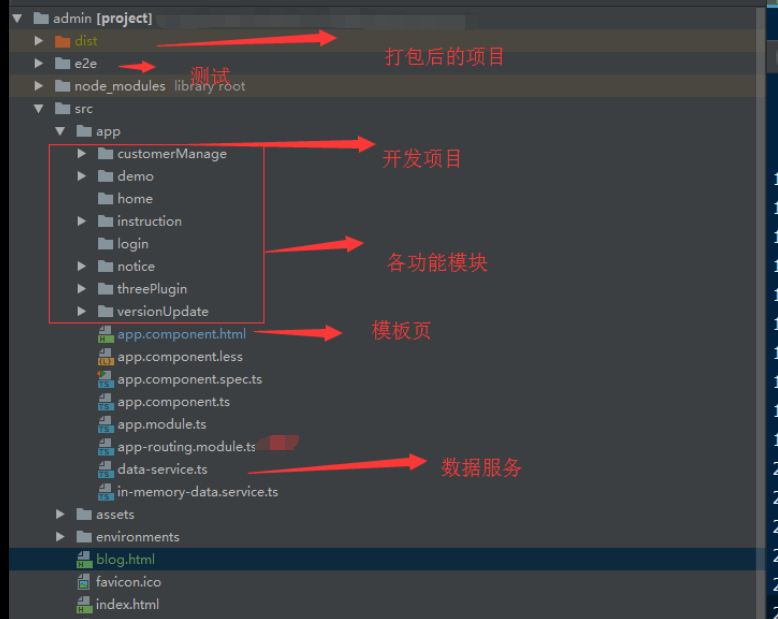 admin [project]
dist
打包后的项目
e2e
测试
node_modules library root
src
app
开发项目
customerManage
demo
home
instruction
login
各功能模块
notice
threePlugin
versionUpdate
app.component.html
模板页
app.component.less
app.component.spec.ts
app.component.ts
app.module.ts
app-routing.module.ts
data-service.ts
数据服务
in-memory-data.service.ts
assets
environments
blog.html
favicon.ico
index.html